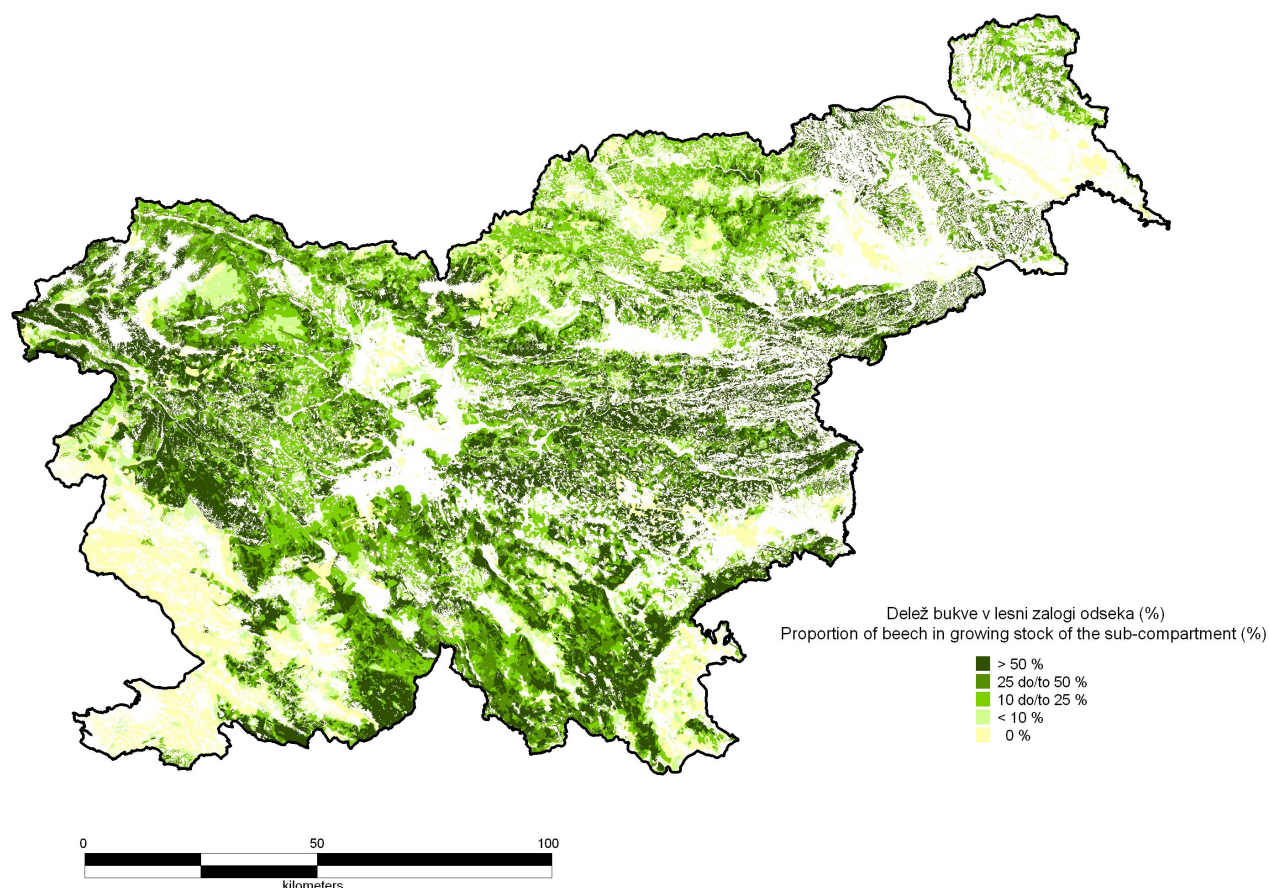 Delež bukve v lesni zalogi odseka (%)
Proportion of beech in growing stock of the sub-compartment (%)
> 50 %
25 do/to 50 %
10 do/to 25 %
< 10 %
0 %
0 50 100
kilometers